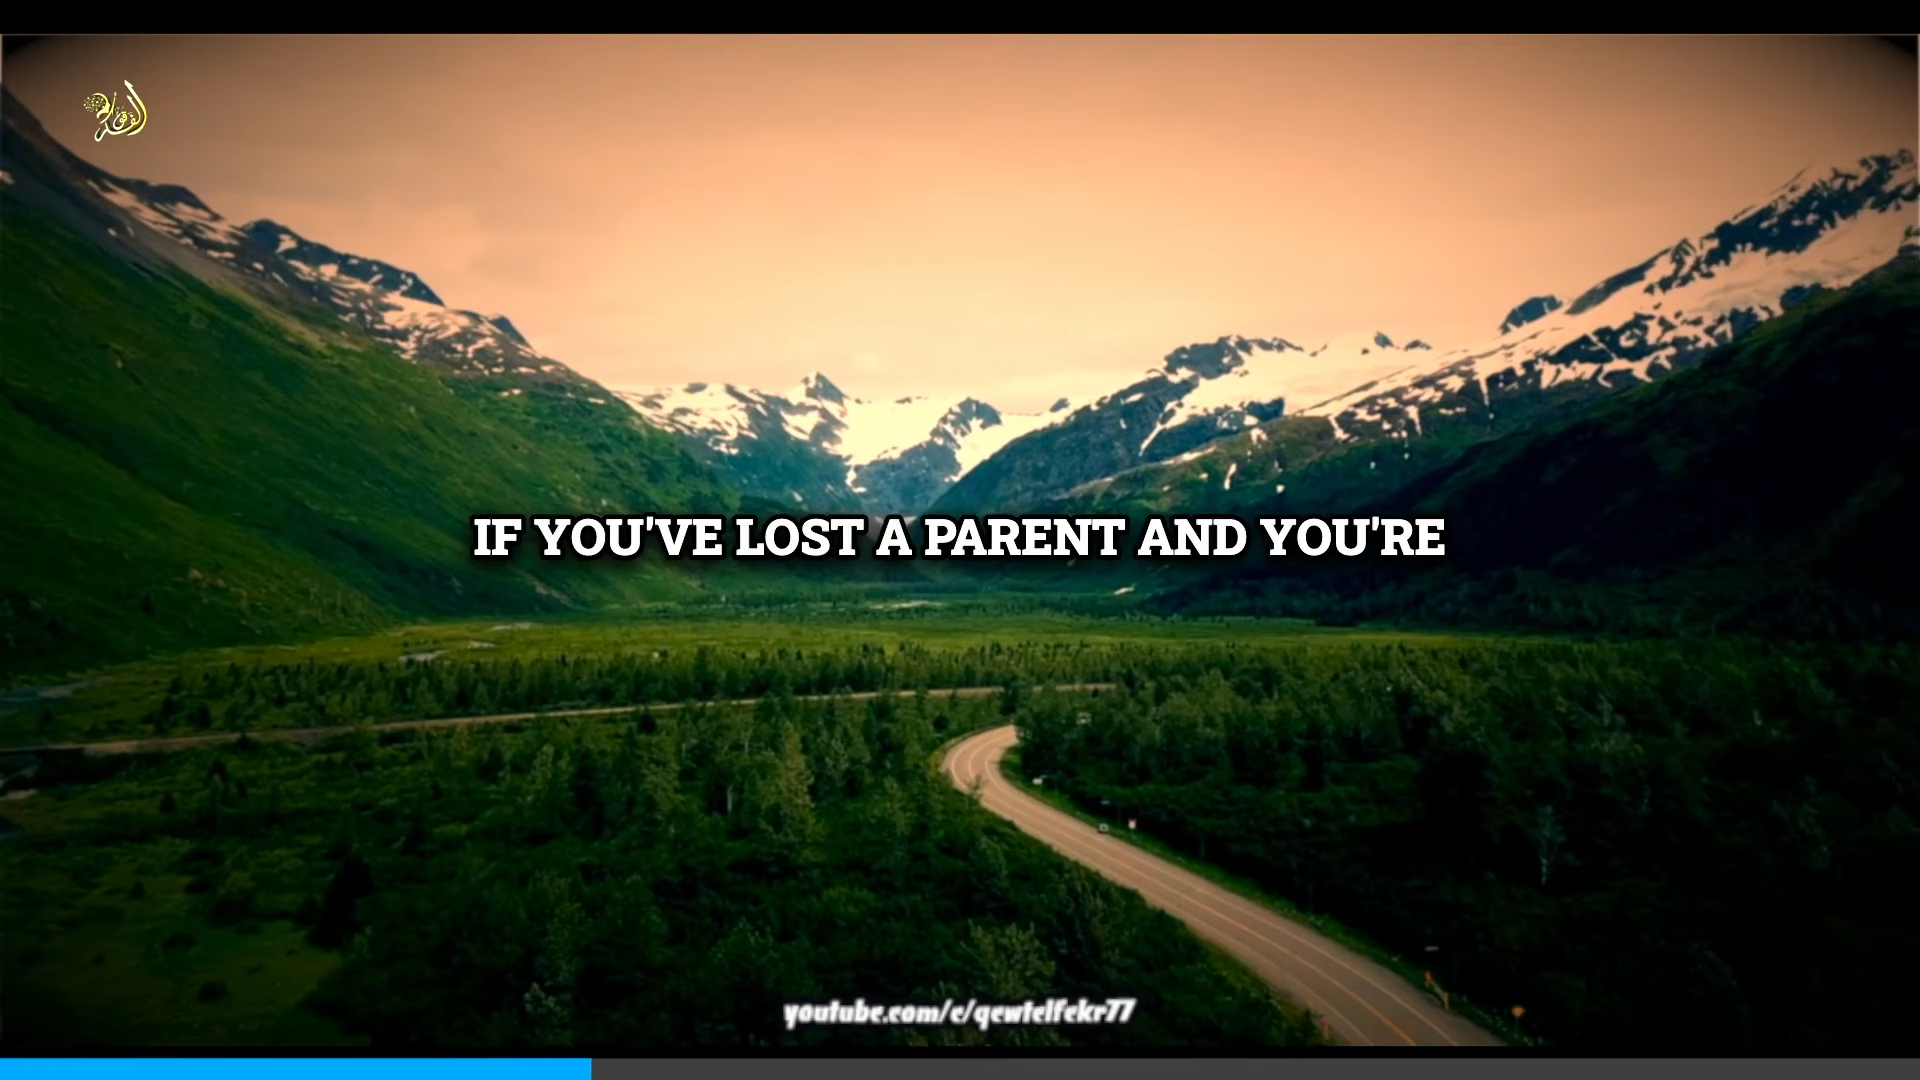 IF YOU'VE LOST A PARENT AND YOU'RE
youtube.com/c/qewtelfekr77